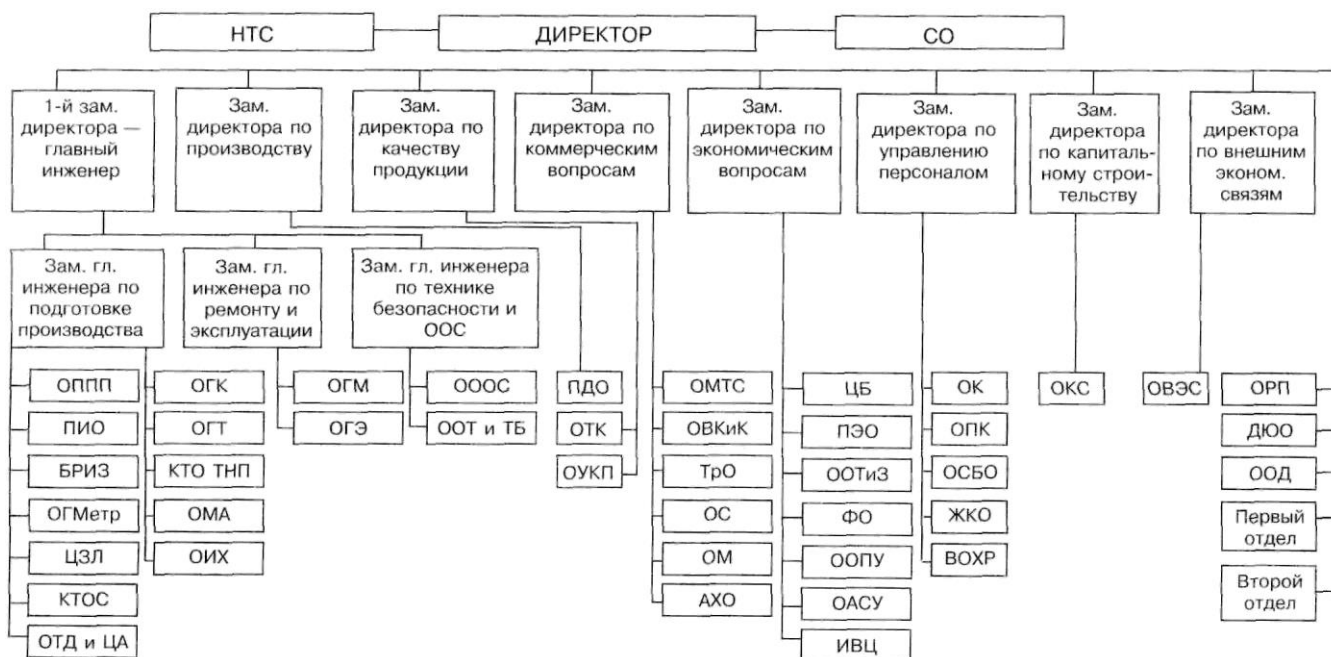 НТС
ДИРЕКТОР
СО
1-й зам.
директора —
главный
инженер
Зам.
директора по
производству
Зам.
директора по
качеству
продукции
Зам.
директора по
коммерческим
вопросам
Зам.
директора по
экономическим
вопросам
Зам.
директора по
управлению
персоналом
Зам.
директора
по капиталь-
ному строи-
тельству
Зам.
директора
по внешним
эконом.
связям
Зам. гл.
инженера по
подготовке
производства
Зам. гл.
инженера по
ремонту и
эксплуатации
Зам. гл. инженера
по технике
безопасности и
ООС
ОППП
ПИО
БРИЗ
ОГМетр
ЦЗЛ
КТОС
ОТД и ЦА
ОГК
ОГТ
КТО ТНП
ОМА
ОИХ
ОГМ
ОГЭ
ОООС
ООТ и ТБ
ПДО
ОТК
ОУКП
ОМТС
ОВКиК
ТрО
ОС
ОМ
АХО
ЦБ
ПЭО
ООТиЗ
ФО
ООПУ
ОАСУ
ИВЦ
ОК
ОПК
ОСБО
ЖКО
ВОХР
ОКС
ОВЭС
ОРП
ДЮО
ООД
Первый
отдел
Второй
отдел